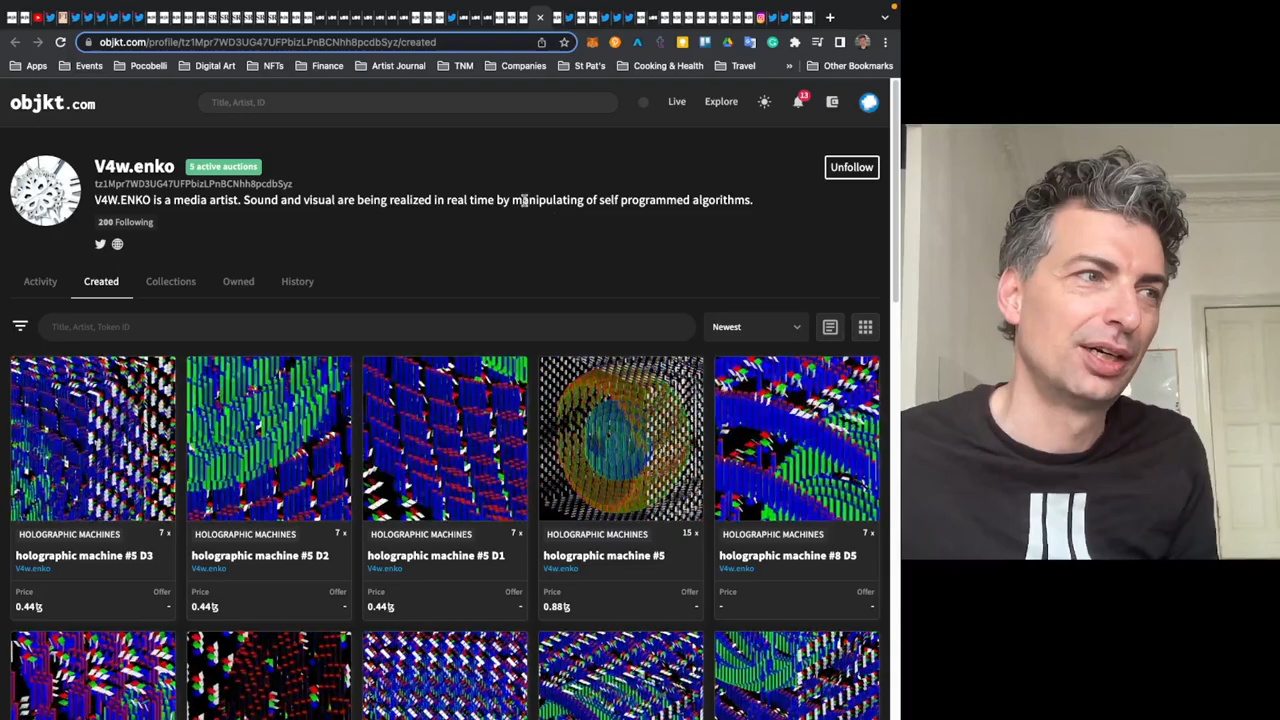 objkt.com/profile/tz1Mpr7WD3UG47UFPbizLPnBCNhh8pcdbSyz/created
Apps Events Pocobelli Digital Art NFTs Finance Artist Journal TNM Companies St Pat's Cooking & Health Travel » Other Bookmarks
objkt.com Title, Artist, ID Live Explore 13
V4w.enko 5 active auctions Unfollow
tz1Mpr7WD3UG47UFPbizLPnBCNhh8pcdbSyz
V4W.ENKO is a media artist. Sound and visual are being realized in real time by manipulating of self programmed algorithms.
200 Following
Activity Created Collections Owned History
Title, Artist, Token ID Newest
HOLOGRAPHIC MACHINES 7 x HOLOGRAPHIC MACHINES 7 x HOLOGRAPHIC MACHINES 7 x HOLOGRAPHIC MACHINES 15 x HOLOGRAPHIC MACHINES 7 x
holographic machine #5 D3 holographic machine #5 D2 holographic machine #5 D1 holographic machine #5 holographic machine #8 D5
V4w.enko V4w.enko V4w.enko V4w.enko V4w.enko
Price Offer Price Offer Price Offer Price Offer Price Offer
0.44ꜩ - 0.44ꜩ - 0.44ꜩ - 0.88ꜩ - - -